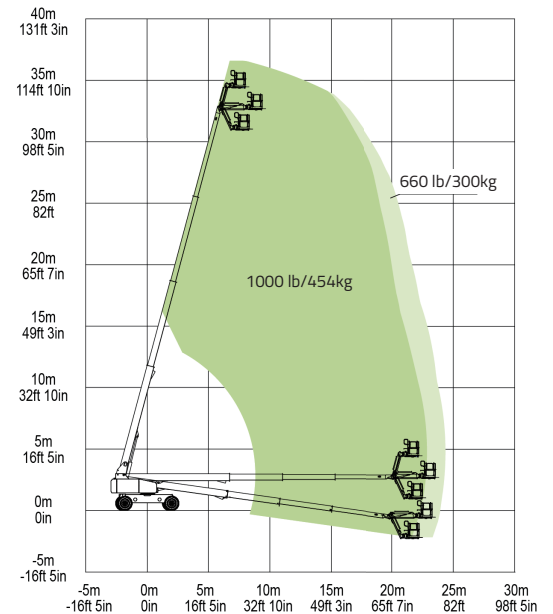 40m
131ft 3in
35m
114ft 10in
30m
98ft 5in
660 lb/300kg
25m
82ft
20m
65ft 7in
1000 lb/454kg
15m
49ft 3in
10m
32ft 10in
5m
16ft 5in
0m
0in
-5m
-16ft 5in
-5m 0m 5m 10m 15m 20m 25m 30m
-16ft 5in 0in 16ft 5in 32ft 10in 49ft 3in 65ft 7in 82ft 98ft 5in